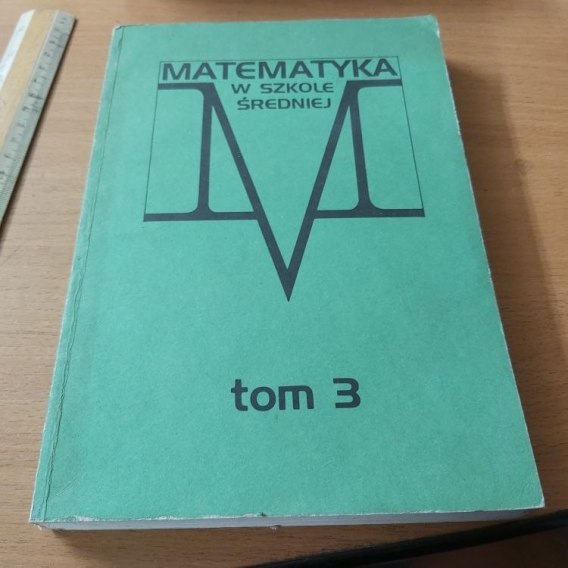 MATEMATYKA
W SZKOLE
ŚREDNIEJ
M
tom 3